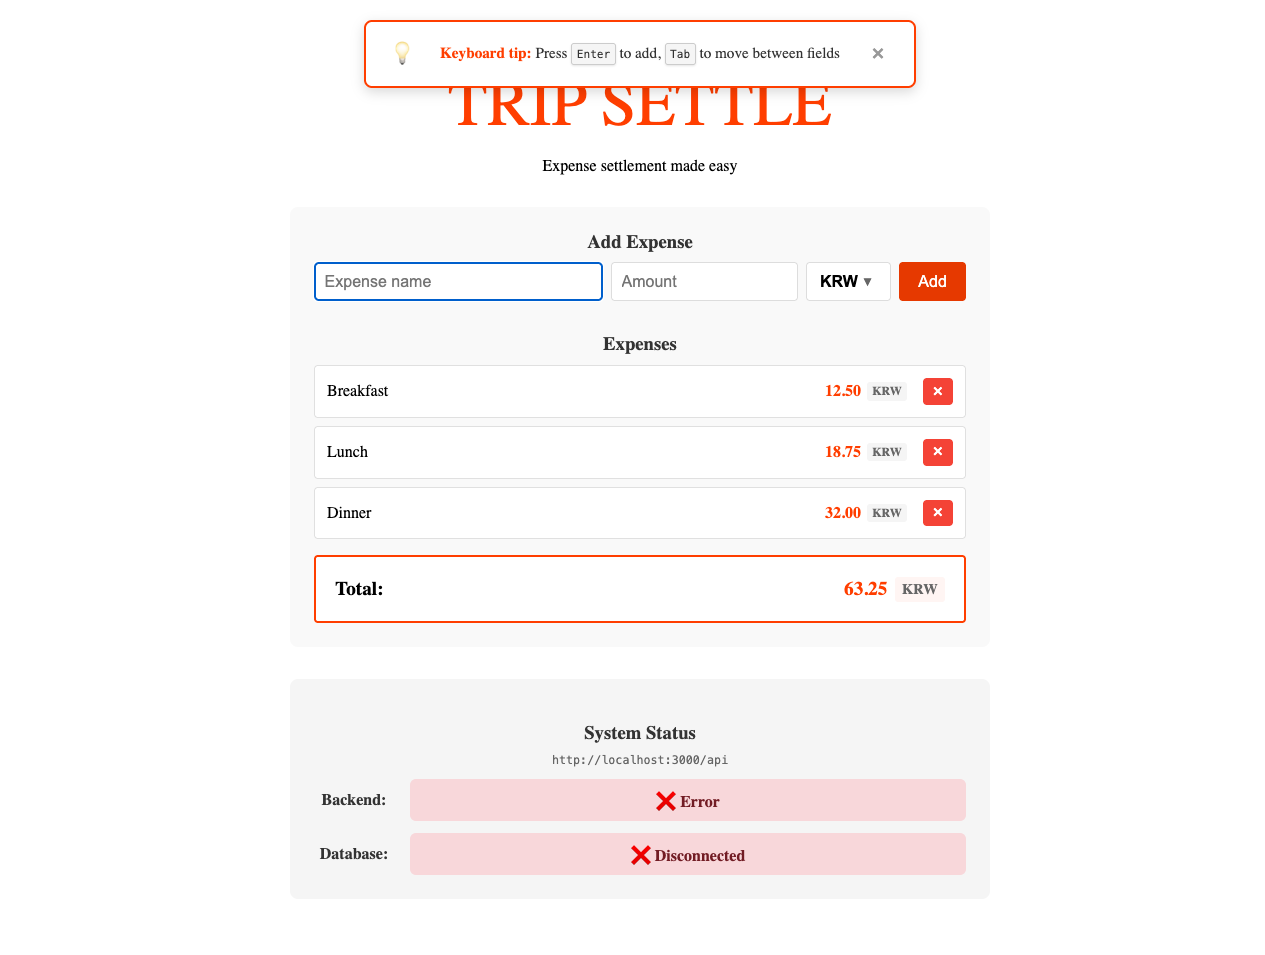 Keyboard tip: Press Enter to add, Tab to move between fields ×
TRIP SETTLE
Expense settlement made easy
Add Expense
Expense name Amount KRW ▼ Add
Expenses
Breakfast 12.50 KRW ×
Lunch 18.75 KRW ×
Dinner 32.00 KRW ×
Total: 63.25 KRW
System Status
http://localhost:3000/api
Backend: ❌ Error
Database: ❌ Disconnected